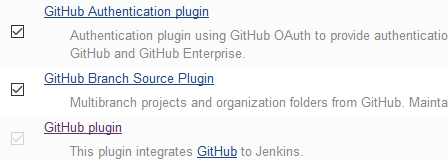 GitHub Authentication plugin
Authentication plugin using GitHub OAuth to provide authenticatio
GitHub and GitHub Enterprise.
GitHub Branch Source Plugin
Multibranch projects and organization folders from GitHub. Mainta
GitHub plugin
This plugin integrates GitHub to Jenkins.